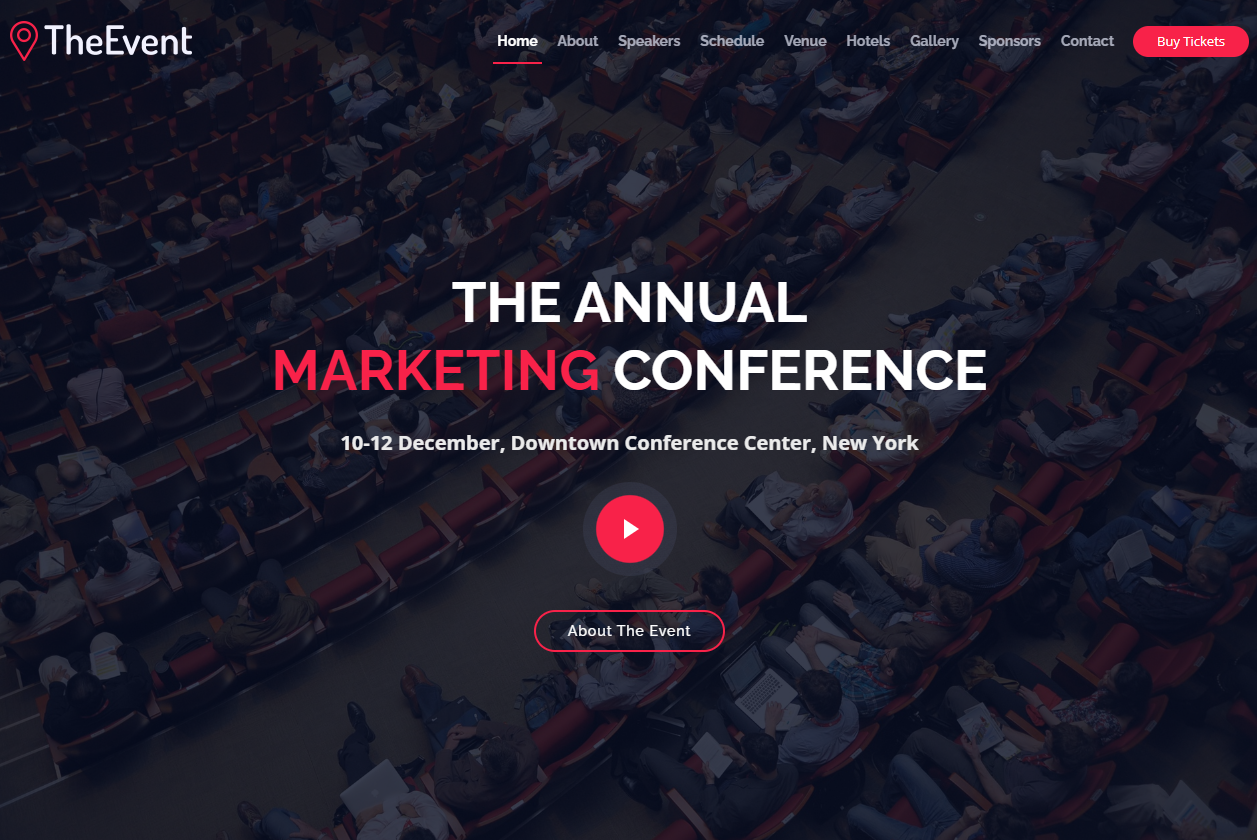 TheEvent
Home About Speakers Schedule Venue Hotels Gallery Sponsors Contact Buy Tickets
THE ANNUAL
MARKETING CONFERENCE
10-12 December, Downtown Conference Center, New York
About The Event